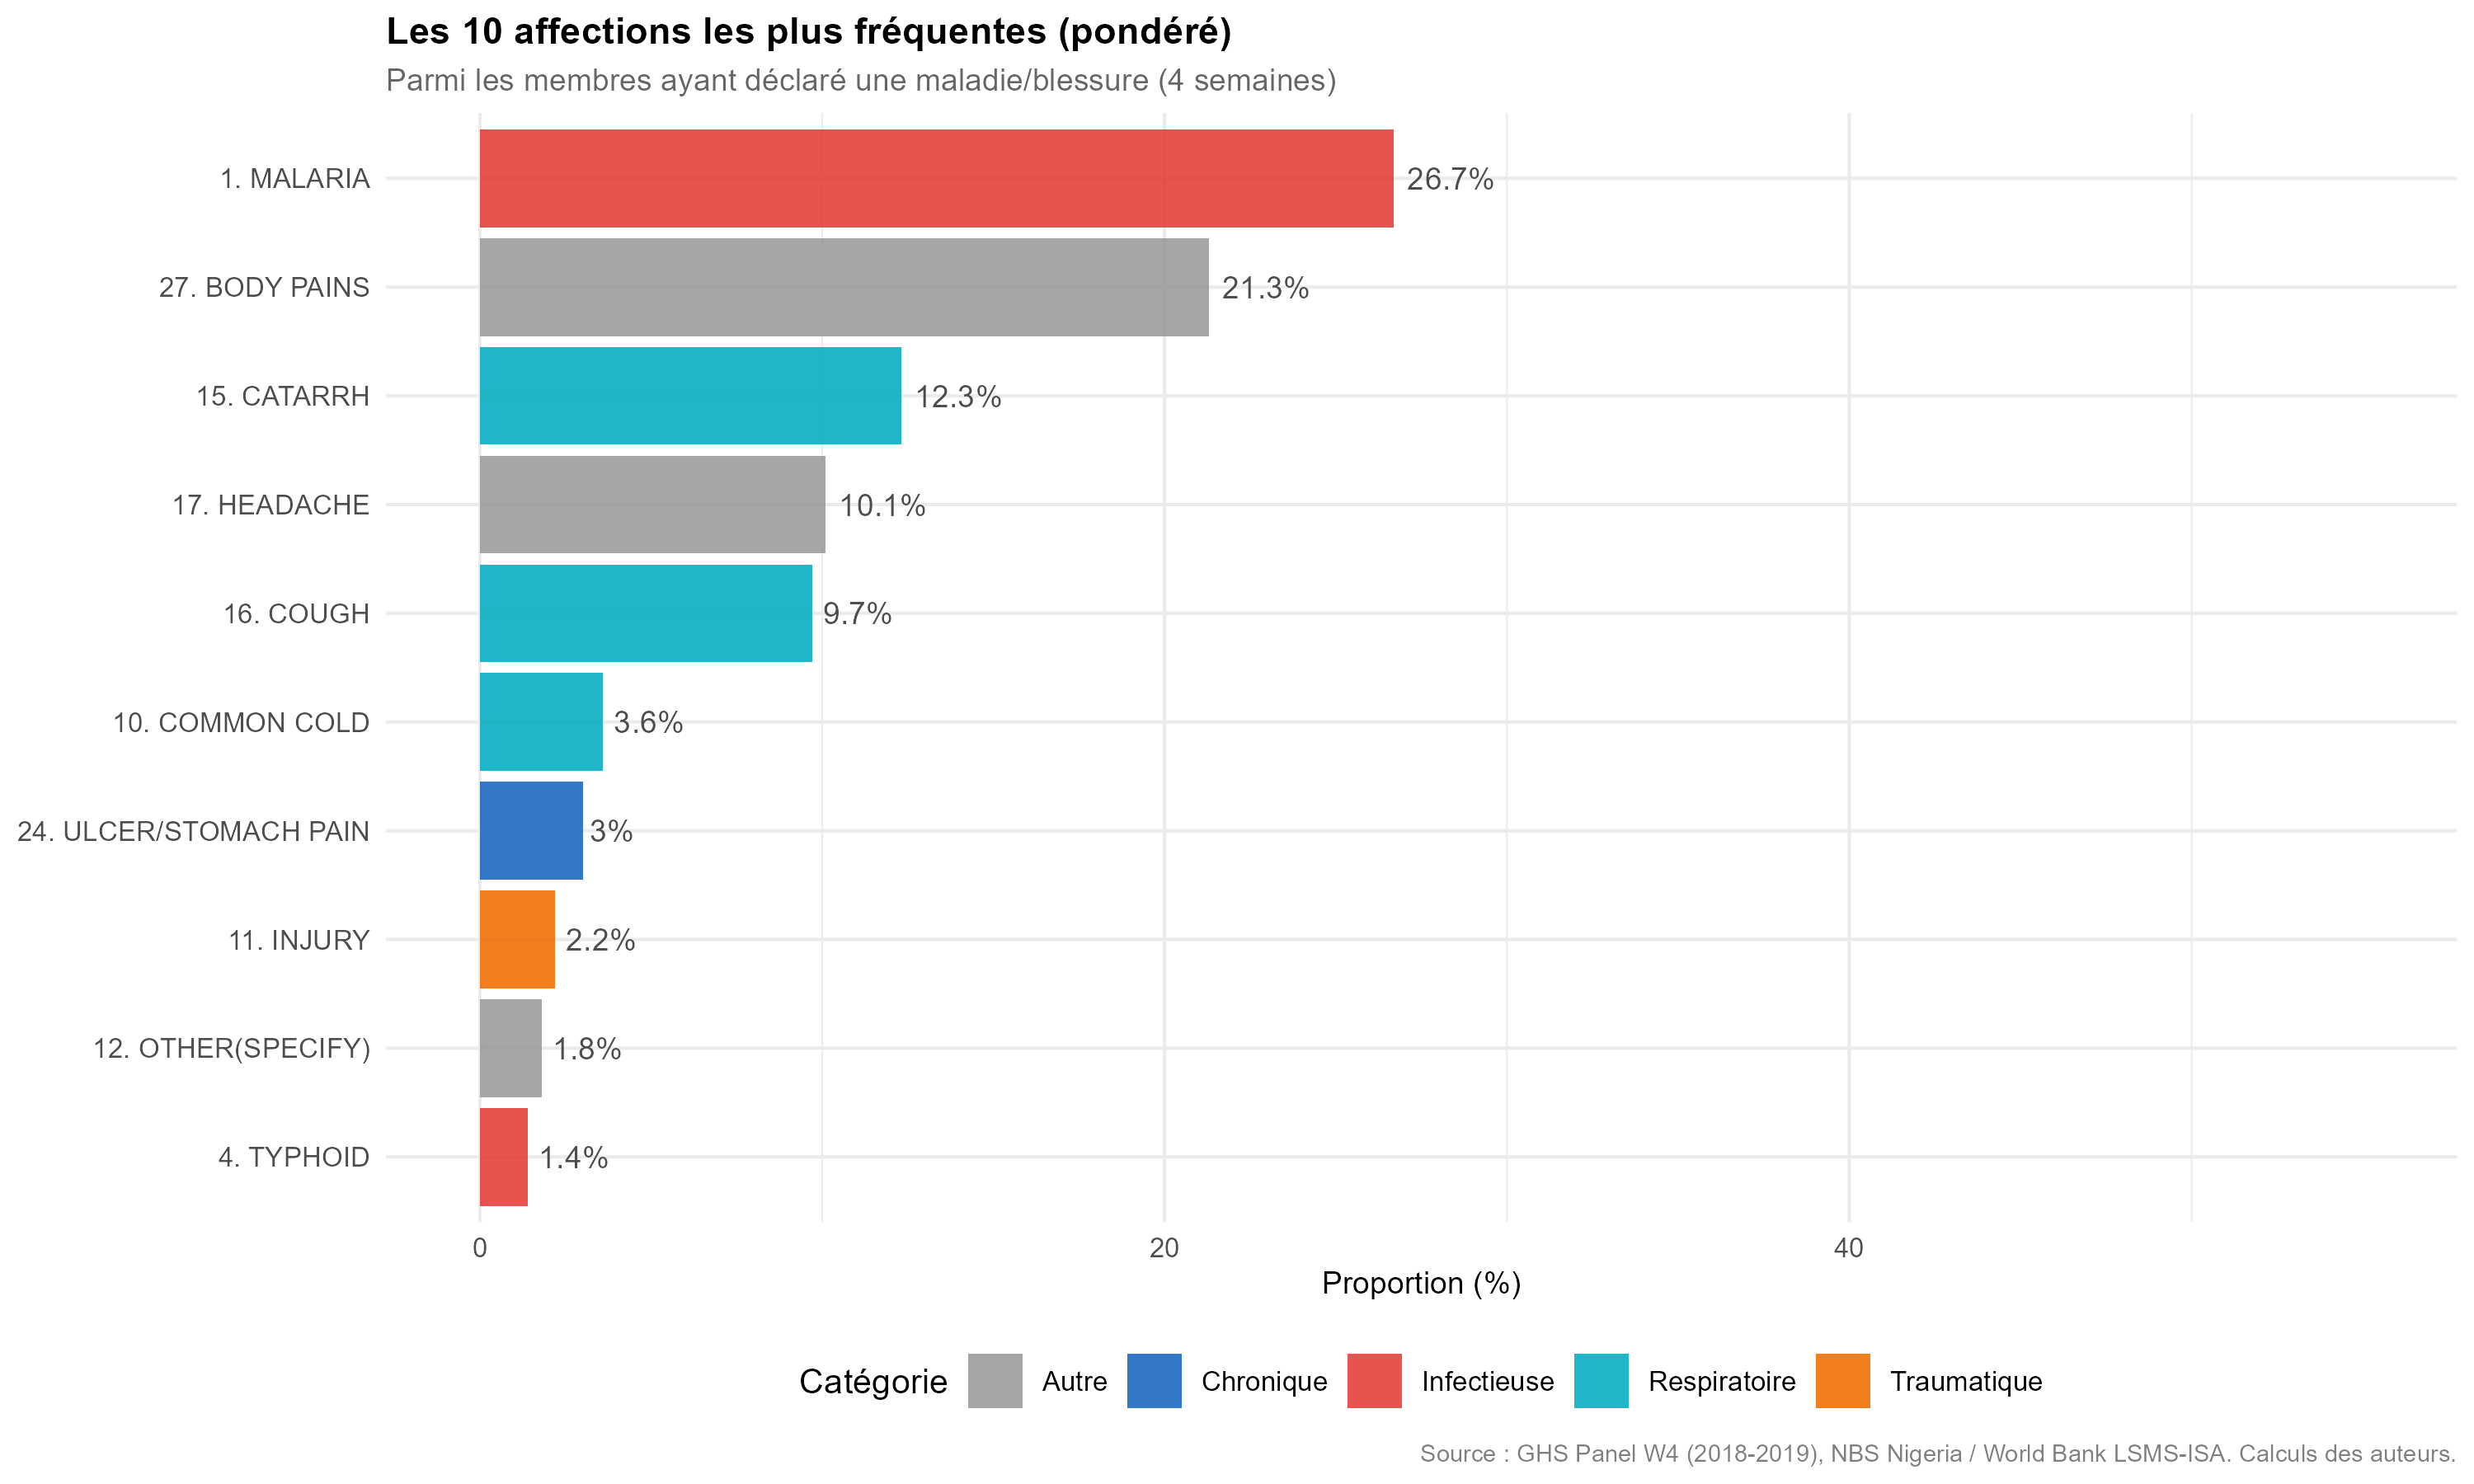 Les 10 affections les plus fréquentes (pondéré)
Parmi les membres ayant déclaré une maladie/blessure (4 semaines)
1. MALARIA 26.7%
27. BODY PAINS 21.3%
15. CATARRH 12.3%
17. HEADACHE 10.1%
16. COUGH 9.7%
10. COMMON COLD 3.6%
24. ULCER/STOMACH PAIN 3%
11. INJURY 2.2%
12. OTHER(SPECIFY) 1.8%
4. TYPHOID 1.4%
0 20 40
Proportion (%)
Catégorie Autre Chronique Infectieuse Respiratoire Traumatique
Source : GHS Panel W4 (2018-2019), NBS Nigeria / World Bank LSMS-ISA. Calculs des auteurs.